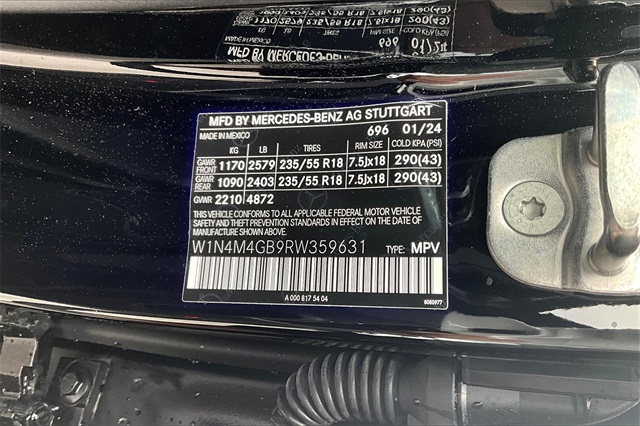 MFD BY MERCEDES-BENZ AG STUTTGART
MADE IN MEXICO 696 01/24
KG LB TIRES RIM SIZE COLD KPA (PSI)
GAWR FRONT 1170 2579 235/55 R18 7.5Jx18 290(43)
GAWR REAR 1090 2403 235/55 R18 7.5Jx18 290(43)
GWR 2210 4872
THIS VEHICLE CONFORMS TO ALL APPLICABLE FEDERAL MOTOR VEHICLE
SAFETY AND THEFT PREVENTION STANDARDS IN EFFECT ON THE DATE OF MANUFACTURE
SHOWN ABOVE.
W1N4M4GB9RW359631 TYPE: MPV
A 000 817 54 04